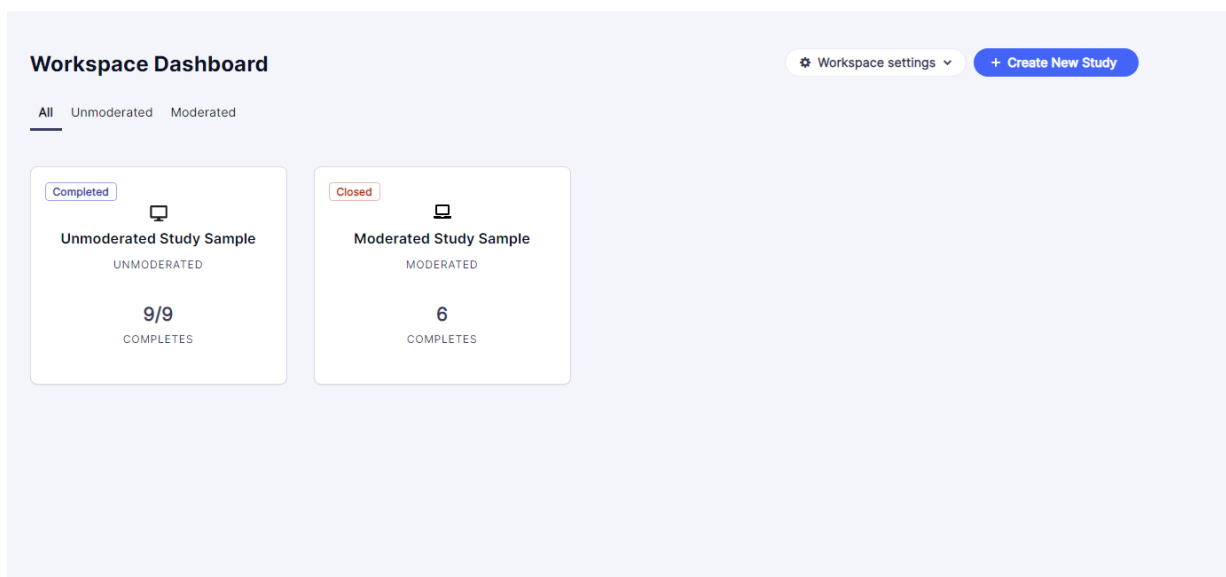 Workspace Dashboard
Workspace settings
+ Create New Study
All Unmoderated Moderated
Completed
Unmoderated Study Sample
UNMODERATED
9/9
COMPLETES
Closed
Moderated Study Sample
MODERATED
6
COMPLETES